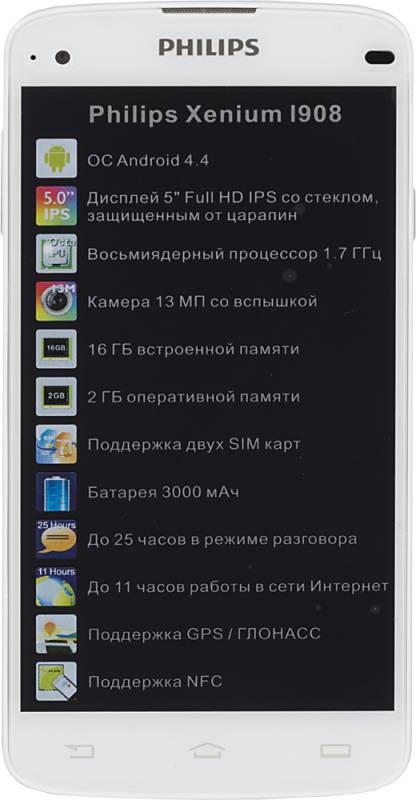 PHILIPS
Philips Xenium I908
ОС Android 4.4
5.0”
IPS
Дисплей 5" Full HD IPS со стеклом,
защищенным от царапин
Octa
CPU
Восьмиядерный процессор 1.7 ГГц
13M
Камера 13 МП со вспышкой
16GB
16 ГБ встроенной памяти
2GB
2 ГБ оперативной памяти
Поддержка двух SIM карт
Батарея 3000 мАч
25 Hours
До 25 часов в режиме разговора
11 Hours
До 11 часов работы в сети Интернет
Поддержка GPS / ГЛОНАСС
Поддержка NFC